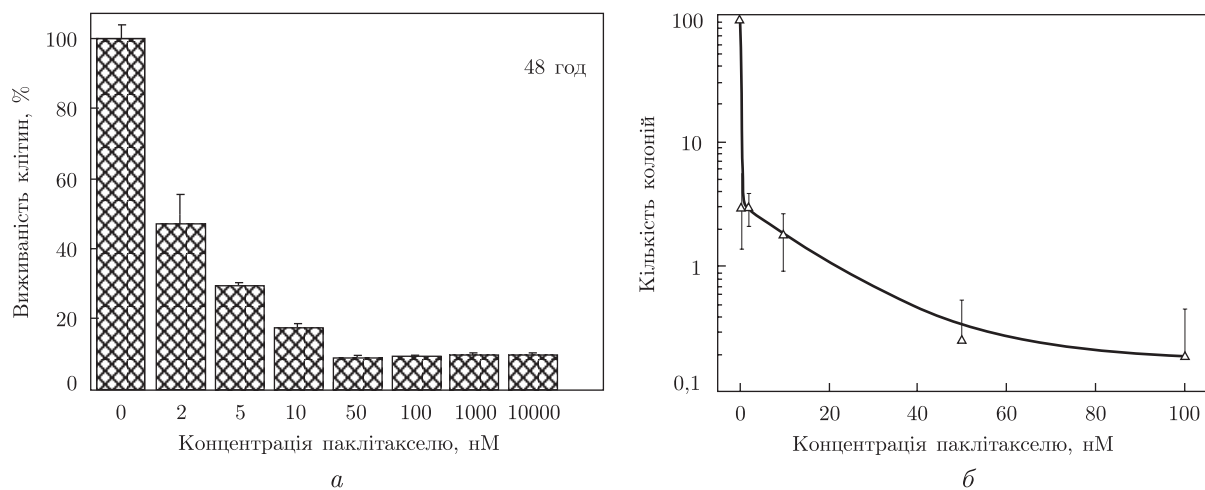 Виживаність клітин, %
100
80
60
40
20
0
48 год
0 2 5 10 50 100 1000 10000
Концентрація паклітакселю, нМ
а
Кількість колоній
100
10
1
0,1
0 20 40 60 80 100
Концентрація паклітакселю, нМ
б